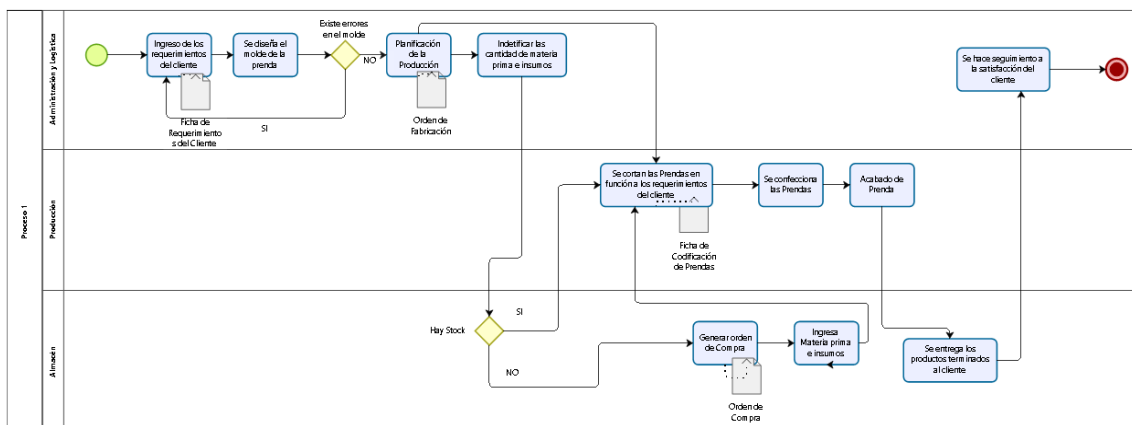 Proceso 1
Administracion y Logística
Existe errores
en el molde
Ingreso de los
requerimientos
del cliente
Se diseña el
molde de la
prenda
NO
Planificación
de la
Producción
Indetificar las
cantidad de materia
prima e insumos
Se hace seguimiento a
la satisfacción del
cliente
Ficha de
Requerimiento
s del Cliente
SI
Orden de
Fabricación
Producción
Se cortan las Prendas en
función a los requerimientos
del cliente
Se confecciona
las Prendas
Acabado de
Prenda
Ficha de
Codificación
de Prendas
Almacén
Hay Stock
SI
NO
Generar orden
de Compra
Ingresa
Materia prima
e insumos
Se entrega los
productos terminados
al cliente
Orden de
Compra